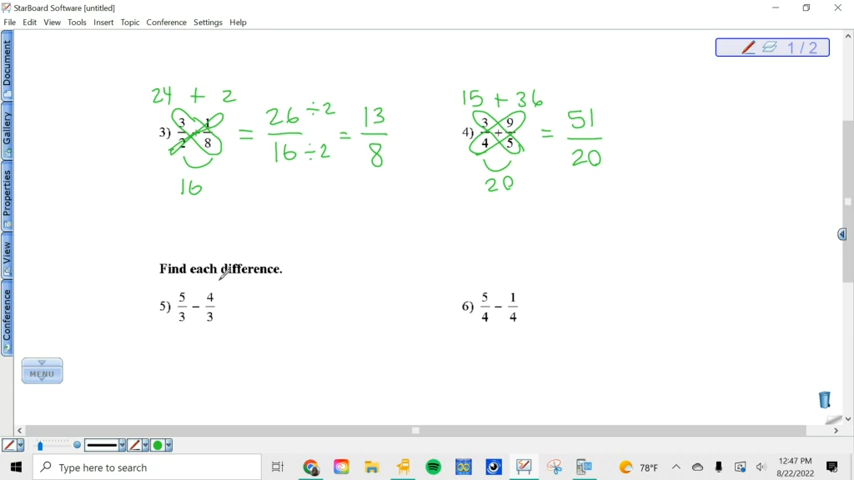 StarBoard Software [untitled]
File Edit View Tools Insert Topic Conference Settings Help
1 / 2
Document
Gallery
Properties
View
Conference
24 + 2
3) 3/2 + 1/8 = 26 ÷2 / 16 ÷2 = 13/8
16
15 + 36
4) 3/4 + 9/5 = 51/20
20
Find each difference.
5) 5/3 − 4/3
6) 5/4 − 1/4
MENU
Type here to search
78°F
12:47 PM
8/22/2022